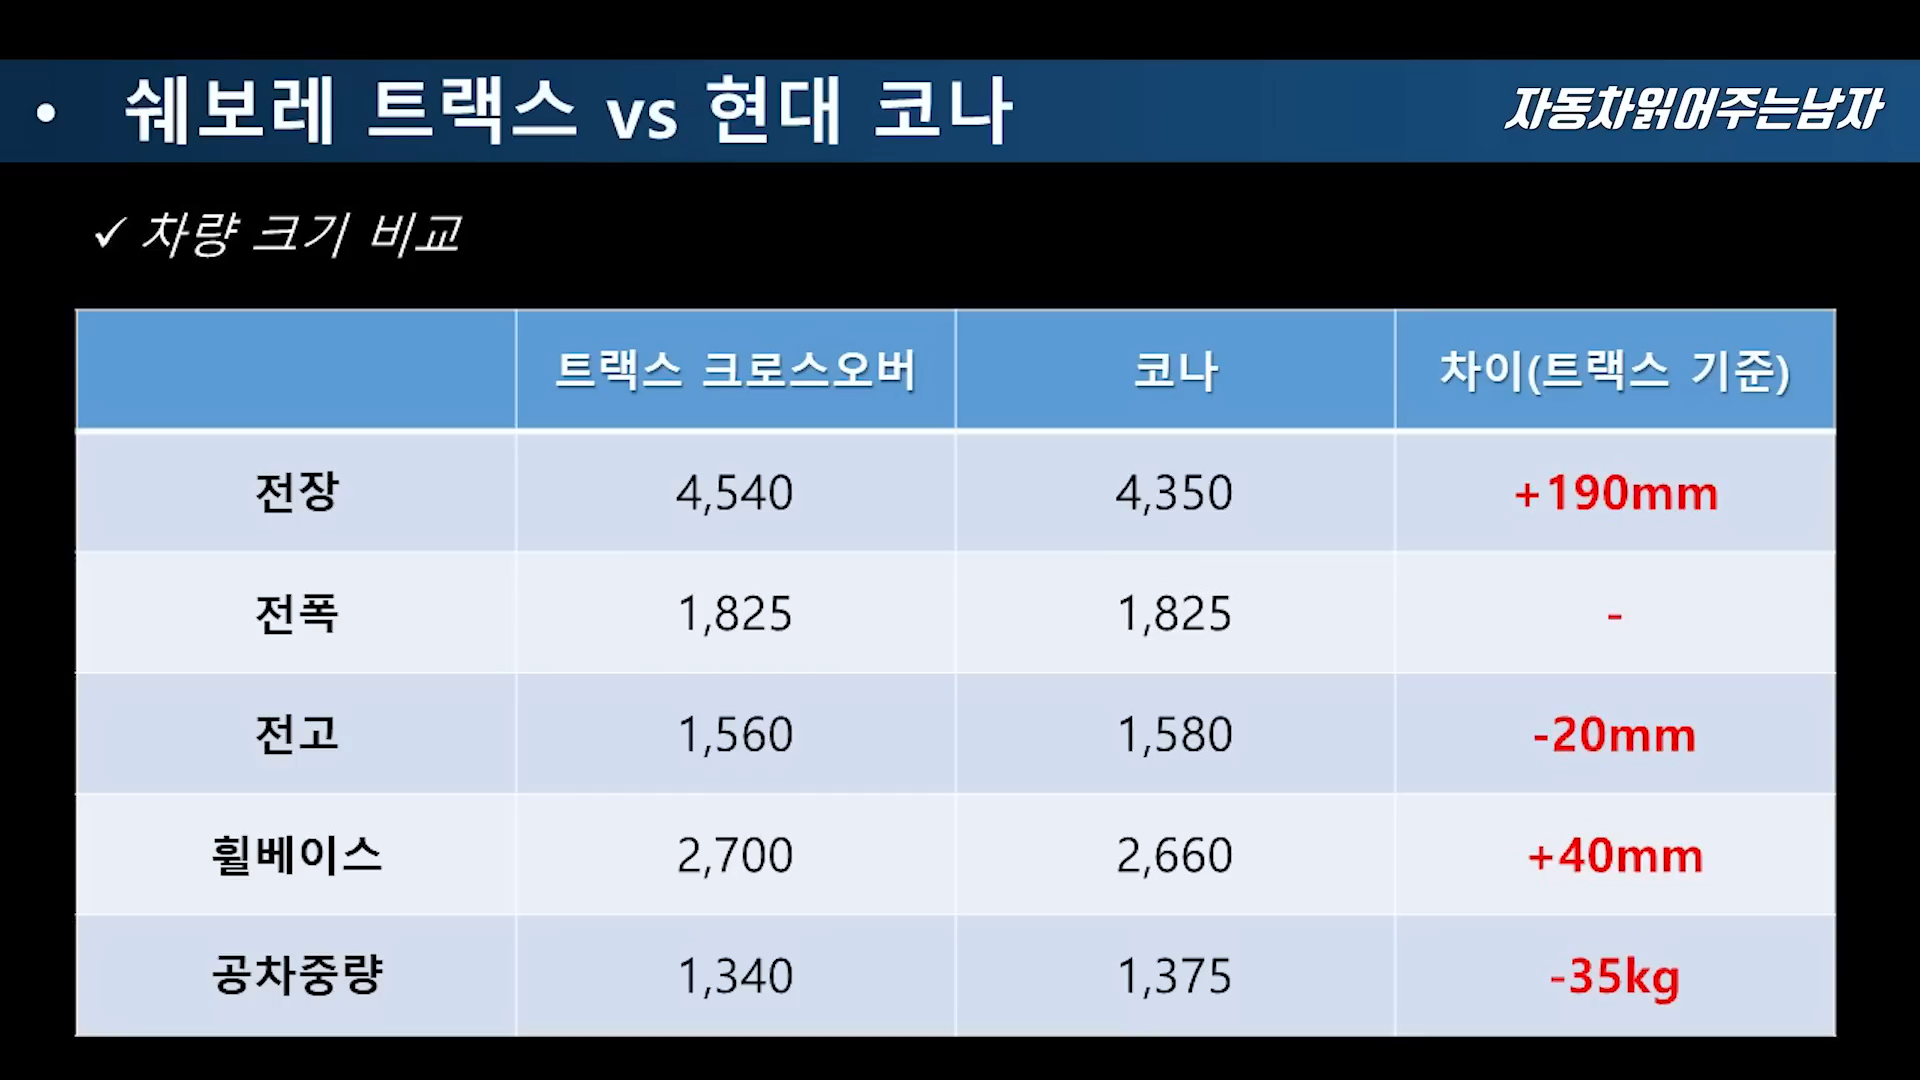 • 쉐보레 트랙스 vs 현대 코나
자동차읽어주는남자
✓ 차량 크기 비교
트랙스 크로스오버 코나 차이(트랙스 기준)
전장 4,540 4,350 +190mm
전폭 1,825 1,825 -
전고 1,560 1,580 -20mm
휠베이스 2,700 2,660 +40mm
공차중량 1,340 1,375 -35kg